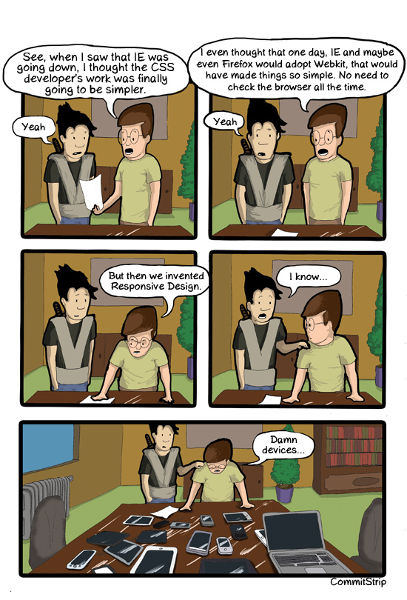 See, when I saw that IE was
going down, I thought the CSS
developer's work was finally
going to be simpler.
Yeah
I even thought that one day, IE and maybe
even Firefox would adopt Webkit, that would
have made things so simple. No need to
check the browser all the time.
Yeah
But then we invented
Responsive Design.
I know...
Damn
devices...
CommitStrip